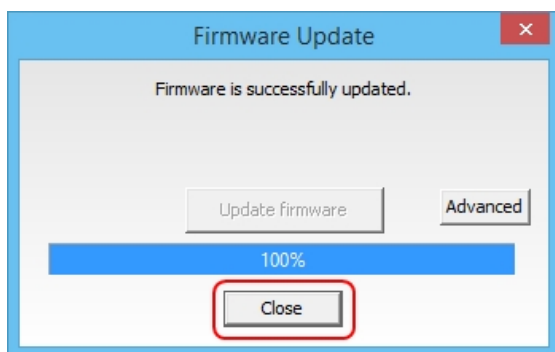 Firmware Update
Firmware is successfully updated.
Update firmware
Advanced
100%
Close